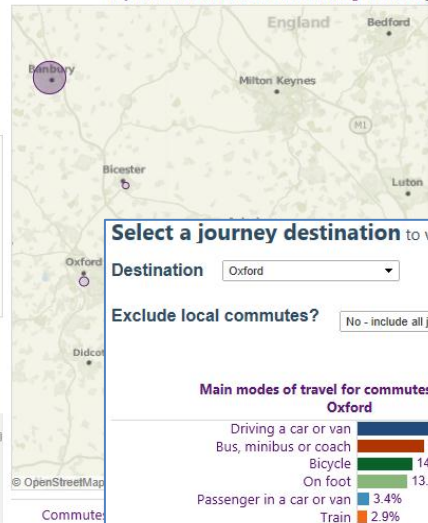 England
Bedford
Banbury
Milton Keynes
M1
Bicester
Luton
Oxford
Didcot
© OpenStreetMap
Commutes
Select a journey destination to
Destination Oxford
Exclude local commutes? No - include all
Main modes of travel for commutes
Oxford
Driving a car or van
Bus, minibus or coach
Bicycle 14
On foot 13.
Passenger in a car or van 3.4%
Train 2.9%